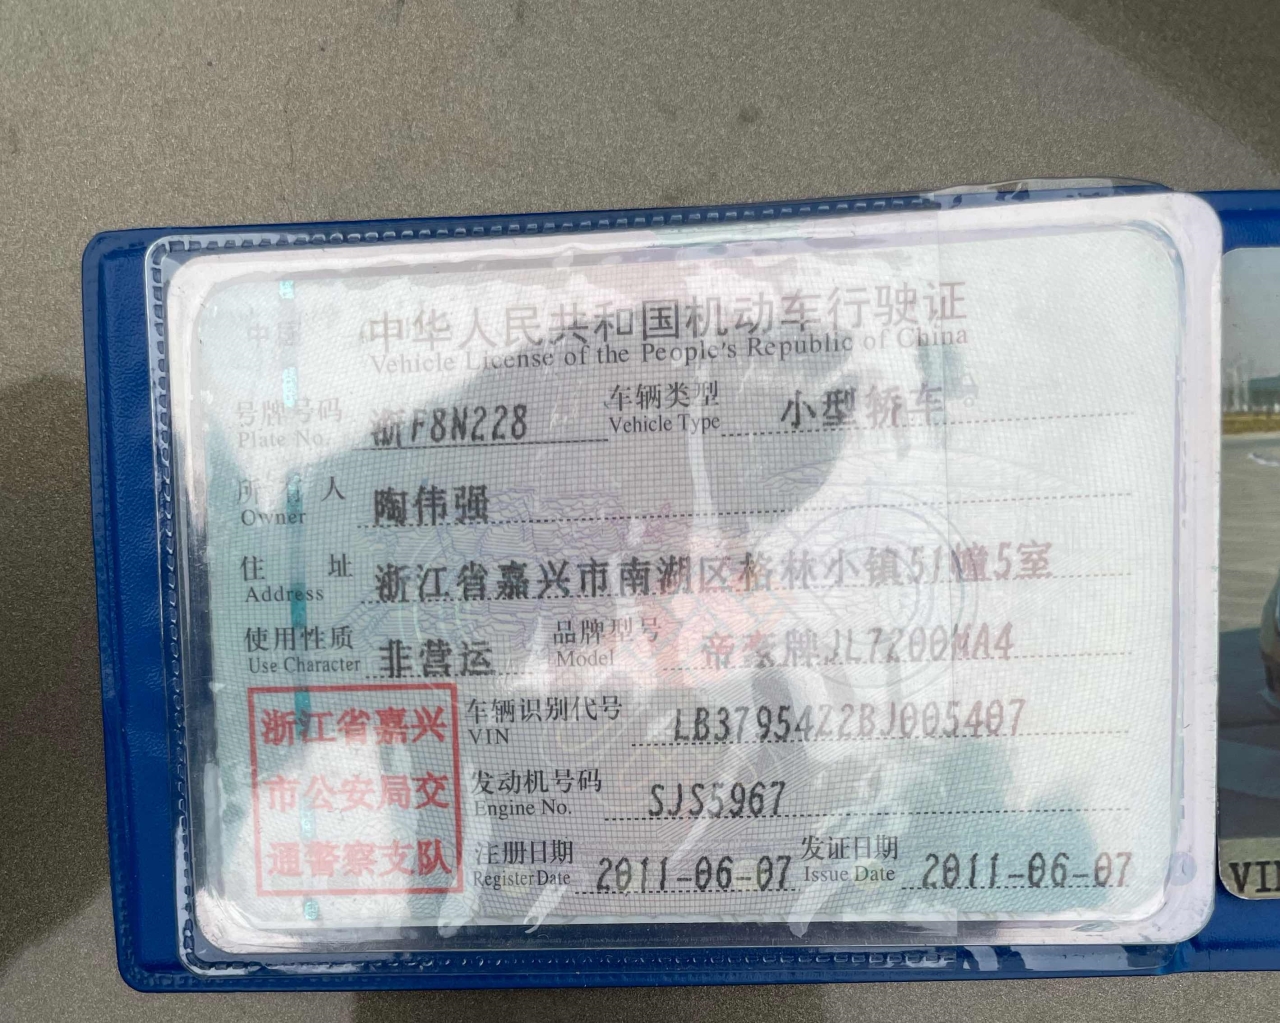 中华人民共和国机动车行驶证
Vehicle License of the People's Republic of China
号牌号码 浙F8N228 车辆类型 小型轿车
Plate No. Vehicle Type
所 人 陶伟强
Owner
住 址 浙江省嘉兴市南湖区格林小镇51幢5室
Address
使用性质 非营运 品牌型号 帝豪牌JL7200MA4
Use Character Model
浙江省嘉兴
市公安局交
通警察支队
车辆识别代号 LB37954Z2BJ005407
VIN
发动机号码 SJS5967
Engine No.
注册日期 2011-06-07 发证日期 2011-06-07
Register Date Issue Date
VI